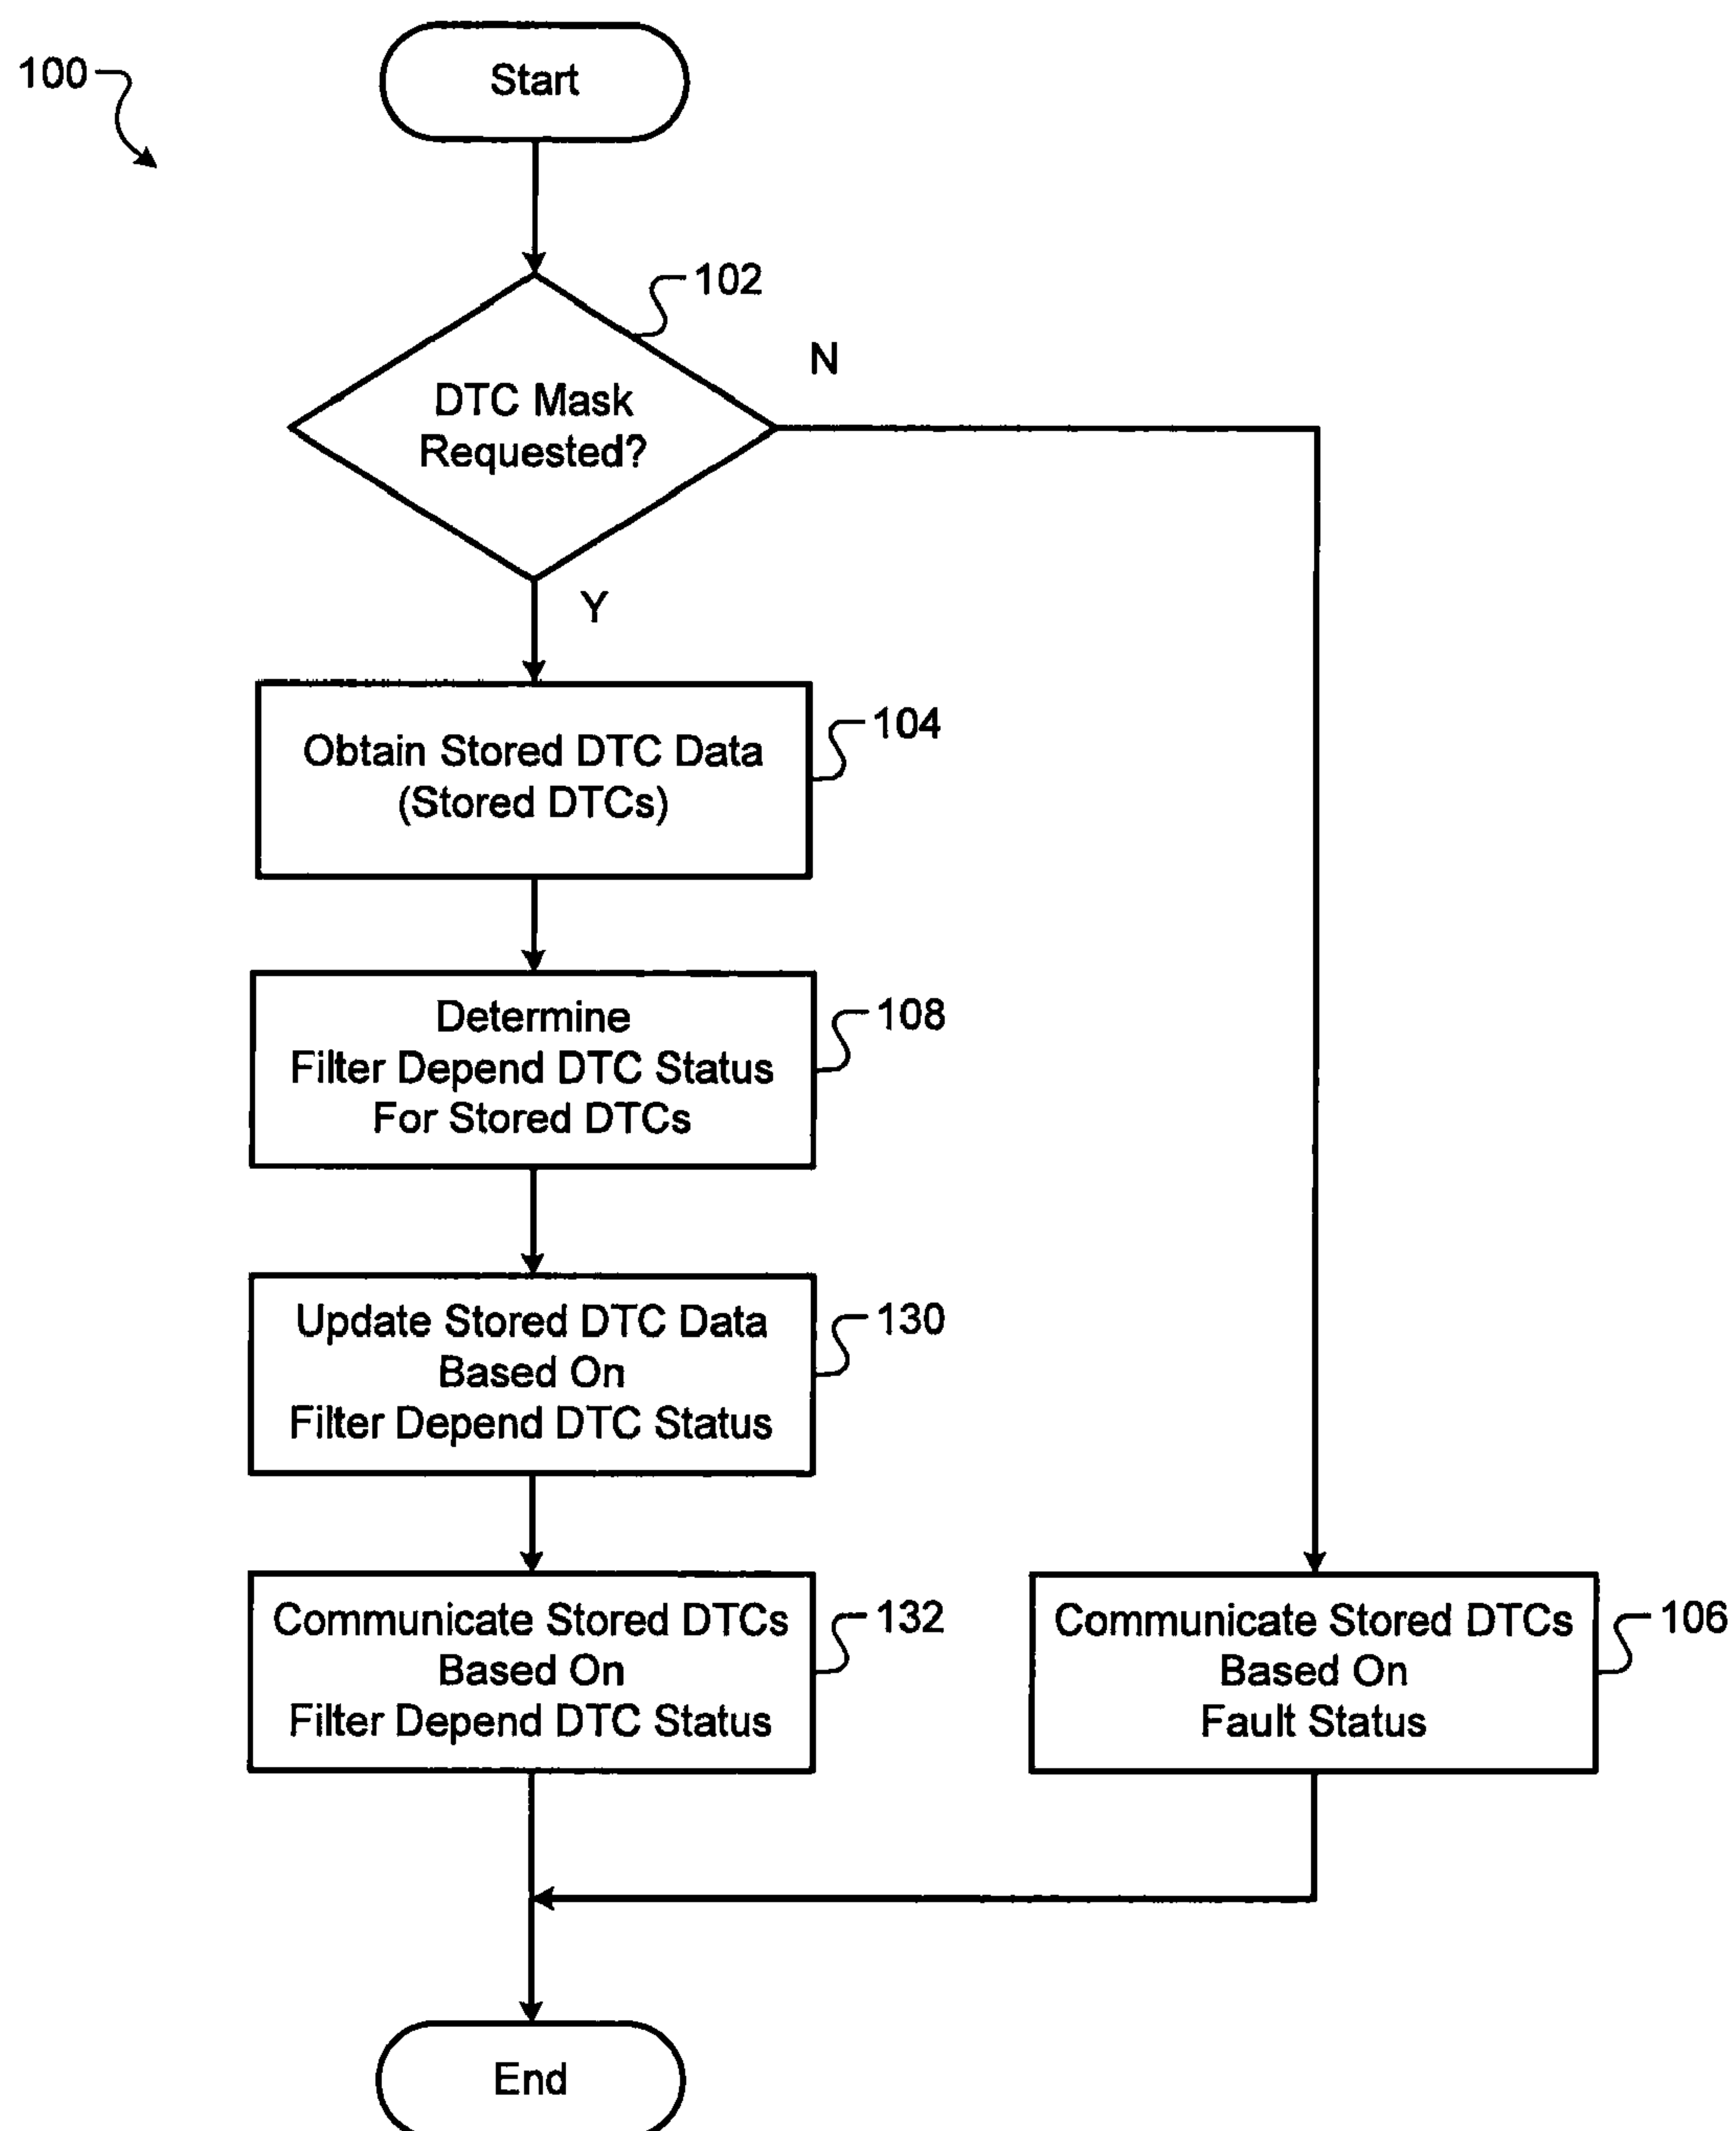 Start
100
102
N
DTC Mask
Requested?
Y
104
Obtain Stored DTC Data
(Stored DTCs)
108
Determine
Filter Depend DTC Status
For Stored DTCs
130
Update Stored DTC Data
Based On
Filter Depend DTC Status
132
Communicate Stored DTCs
Based On
Filter Depend DTC Status
106
Communicate Stored DTCs
Based On
Fault Status
End